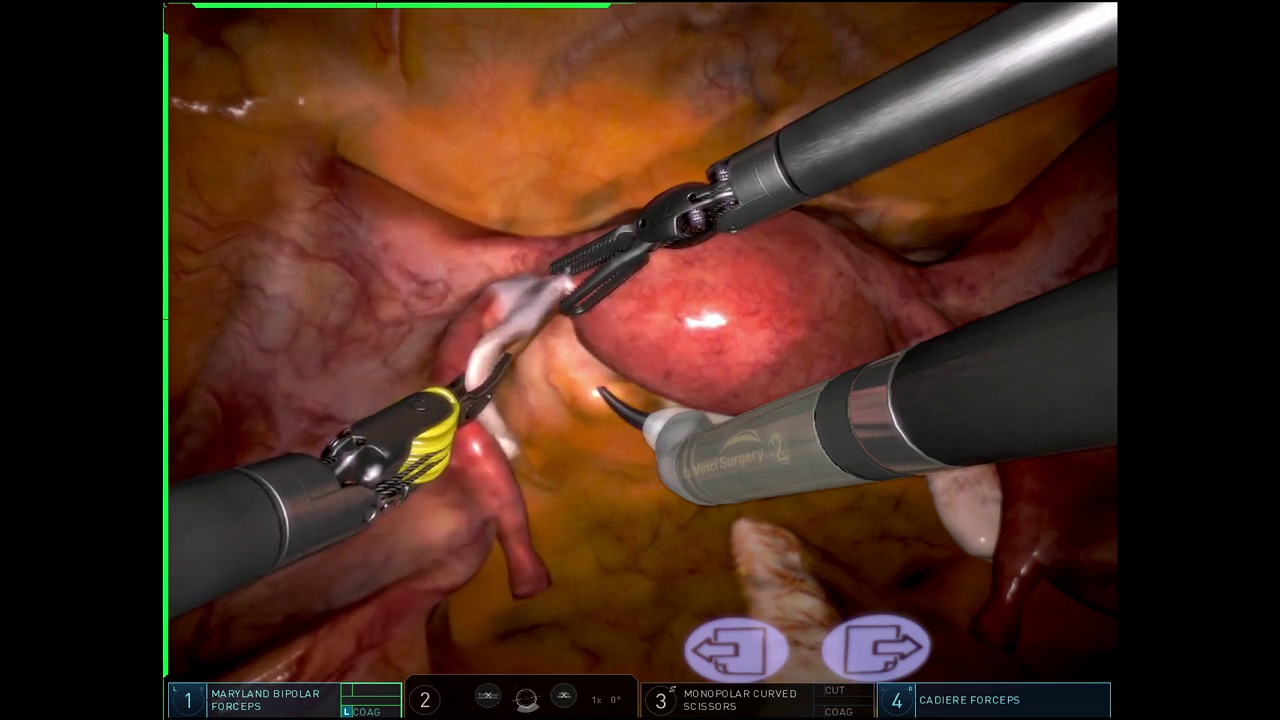 da Vinci Surgery
L
1
MARYLAND BIPOLAR
FORCEPS
L COAG
2
1x 0°
3
MONOPOLAR CURVED
SCISSORS
CUT
COAG
R
4
CADIERE FORCEPS